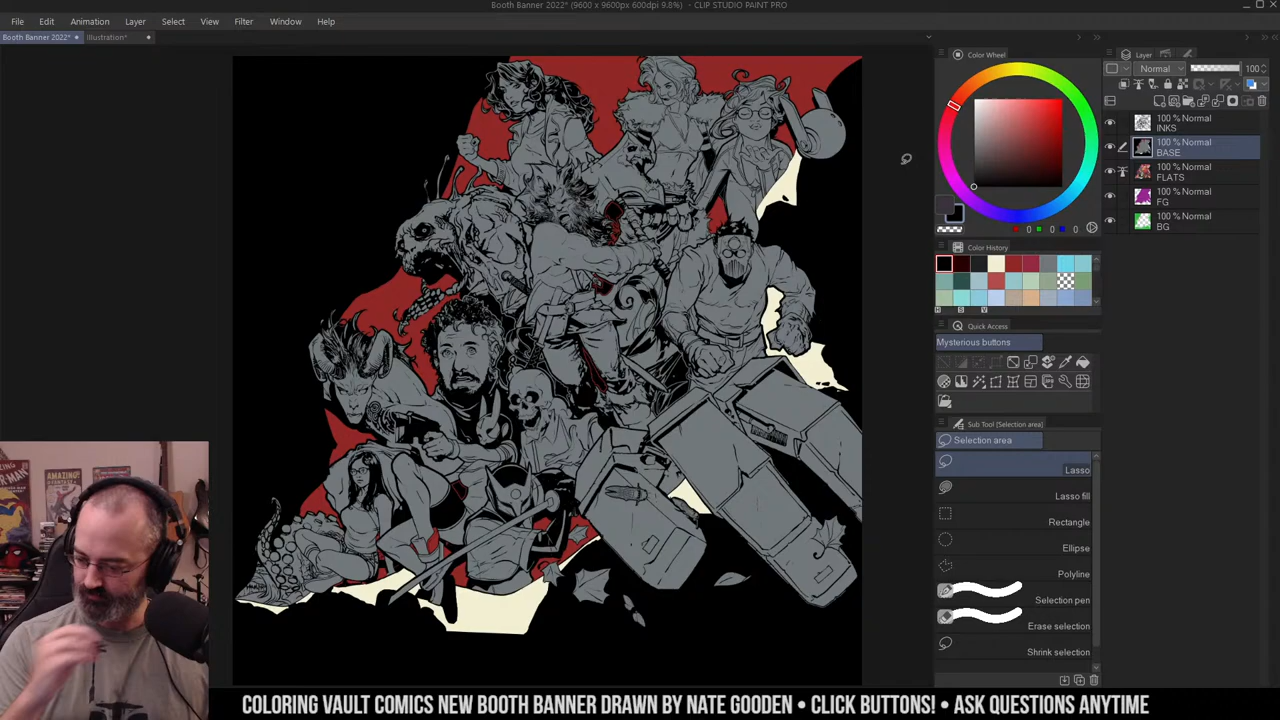 Booth Banner 2022* (9600 x 9600px 600dpi 9.8%) - CLIP STUDIO PAINT PRO
File Edit Animation Layer Select View Filter Window Help
Booth Banner 2022* Illustration*
Color Wheel
0 0 0
Color History
H S V
Quick Access
Mysterious buttons
Sub Tool [Selection area]
Selection area
Lasso
Lasso fill
Rectangle
Ellipse
Polyline
Selection pen
Erase selection
Shrink selection
Layer
Normal 100
100 % Normal
INKS
100 % Normal
BASE
100 % Normal
FLATS
100 % Normal
FG
100 % Normal
BG
AMAZING
COLORING VAULT COMICS NEW BOOTH BANNER DRAWN BY NATE GOODEN • CLICK BUTTONS! • ASK QUESTIONS ANYTIME